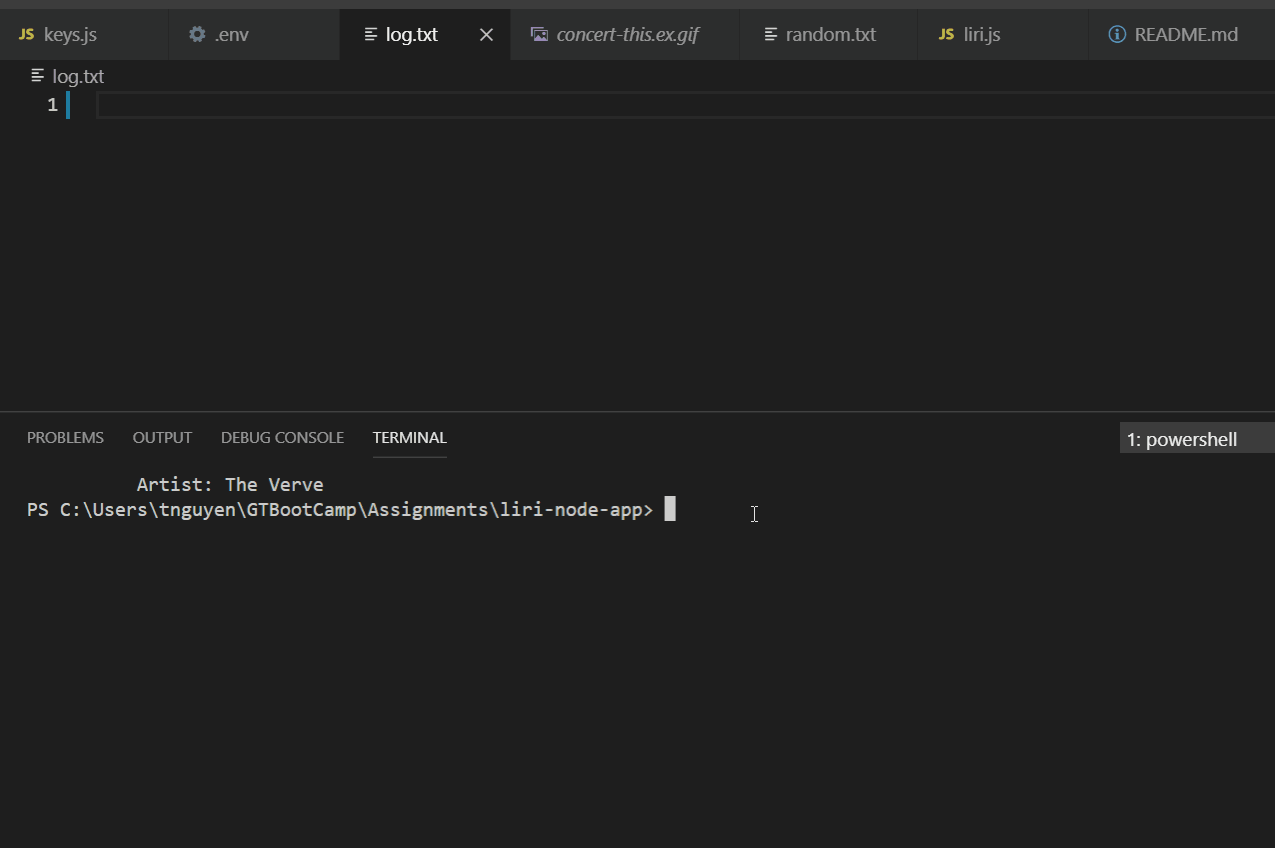 JS keys.js .env log.txt concert-this.ex.gif random.txt JS liri.js README.md
log.txt
1
PROBLEMS OUTPUT DEBUG CONSOLE TERMINAL 1: powershell
Artist: The Verve
PS C:\Users\tnguyen\GTBootCamp\Assignments\liri-node-app>